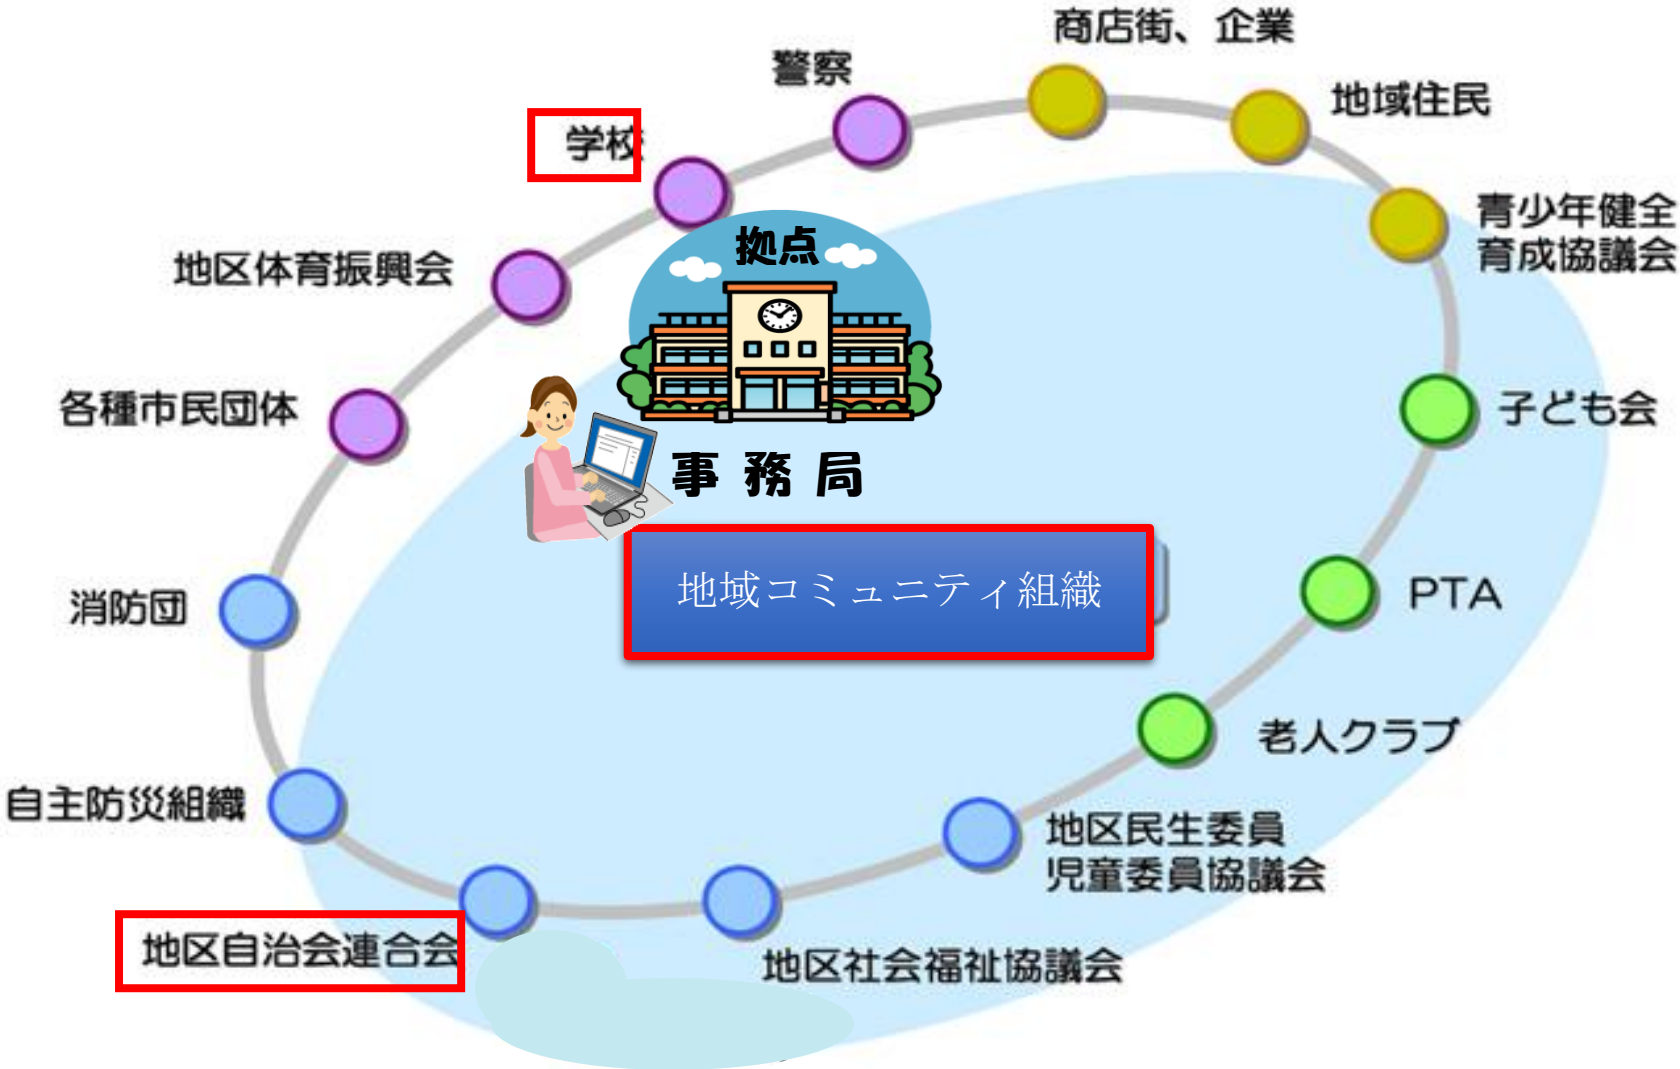 商店街、企業
警察
地域住民
学校
青少年健全
育成協議会
拠点
地区体育振興会
各種市民団体
子ども会
事務局
地域コミュニティ組織
消防団
PTA
老人クラブ
自主防災組織
地区民生委員
児童委員協議会
地区自治会連合会
地区社会福祉協議会